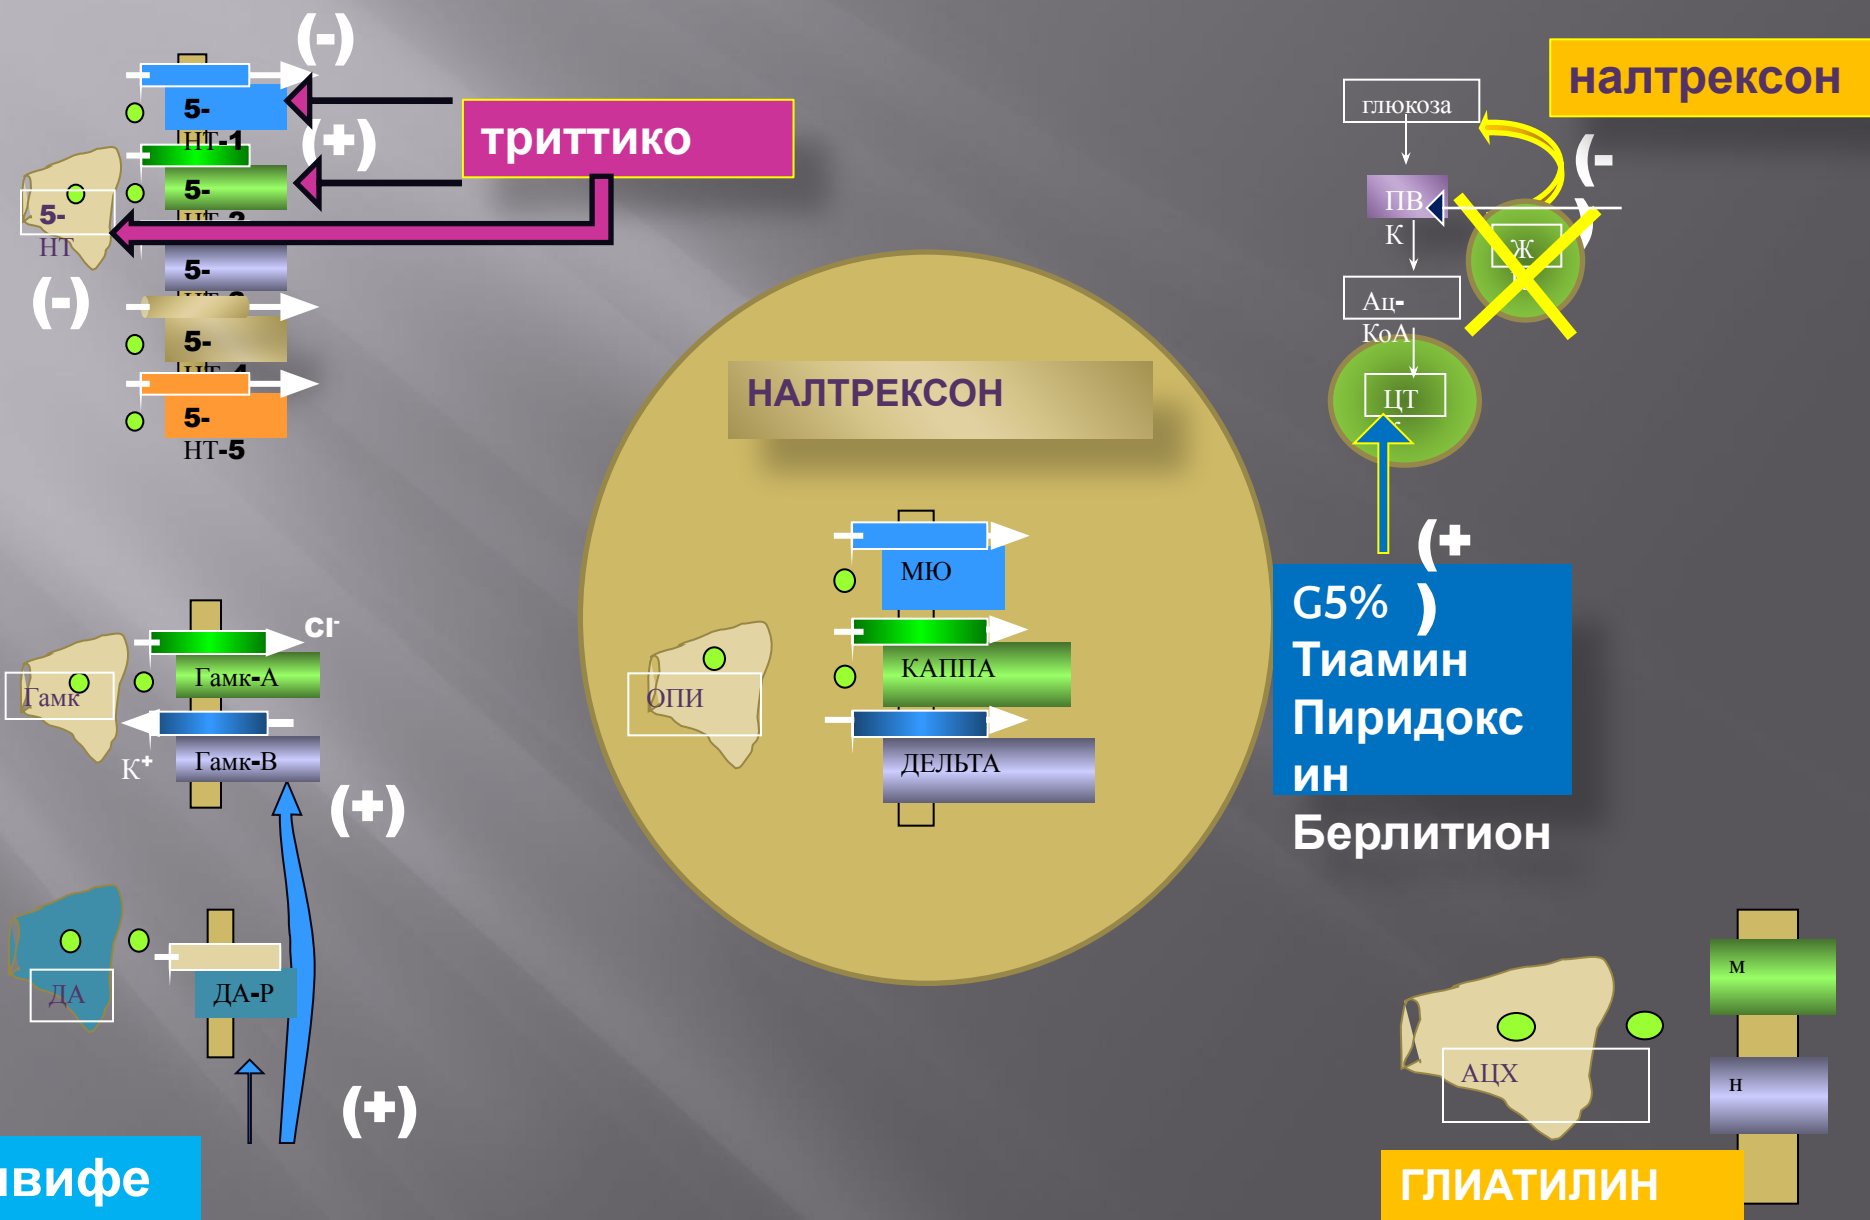 (-)
5-
НТ-1
(+)
5-
5-
НТ
5-
(-)
5-
5-
НТ-5
триттико
налтрексон
глюкоза
(-
)
ПВ
К
Ж
Ац-
КоА
ЦТ
(+
)
G5%
Тиамин
Пиридокс
ин
Берлитион
НАЛТРЕКСОН
МЮ
КАППА
ДЕЛЬТА
ОПИ
Cl-
Гамк-А
Гамк
К+
Гамк-В
(+)
ДА
ДА-Р
(+)
ивифе
м
н
АЦХ
ГЛИАТИЛИН